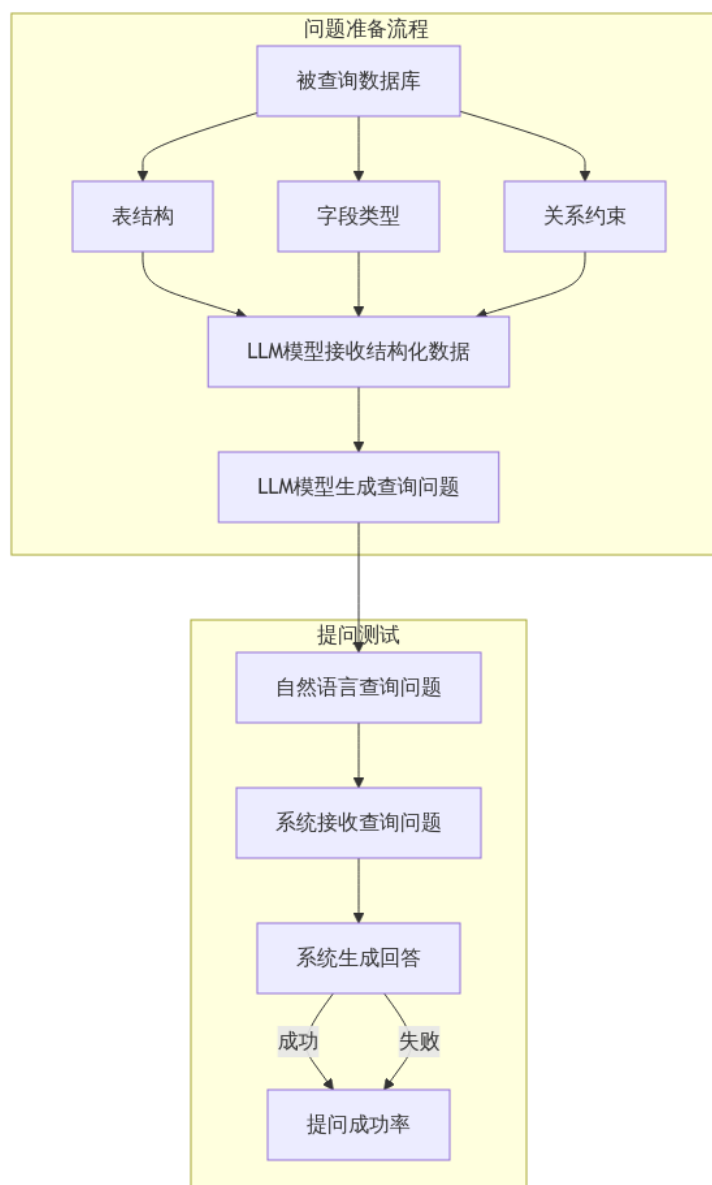 问题准备流程
被查询数据库
表结构
字段类型
关系约束
LLM模型接收结构化数据
LLM模型生成查询问题
提问测试
自然语言查询问题
系统接收查询问题
系统生成回答
成功
失败
提问成功率